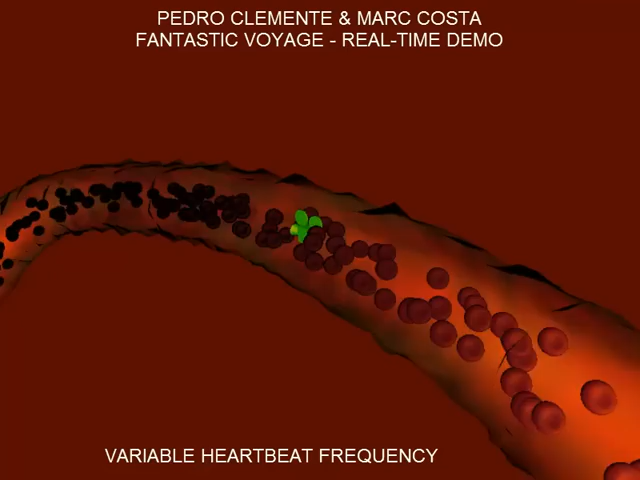 PEDRO CLEMENTE & MARC COSTA
FANTASTIC VOYAGE - REAL-TIME DEMO
VARIABLE HEARTBEAT FREQUENCY